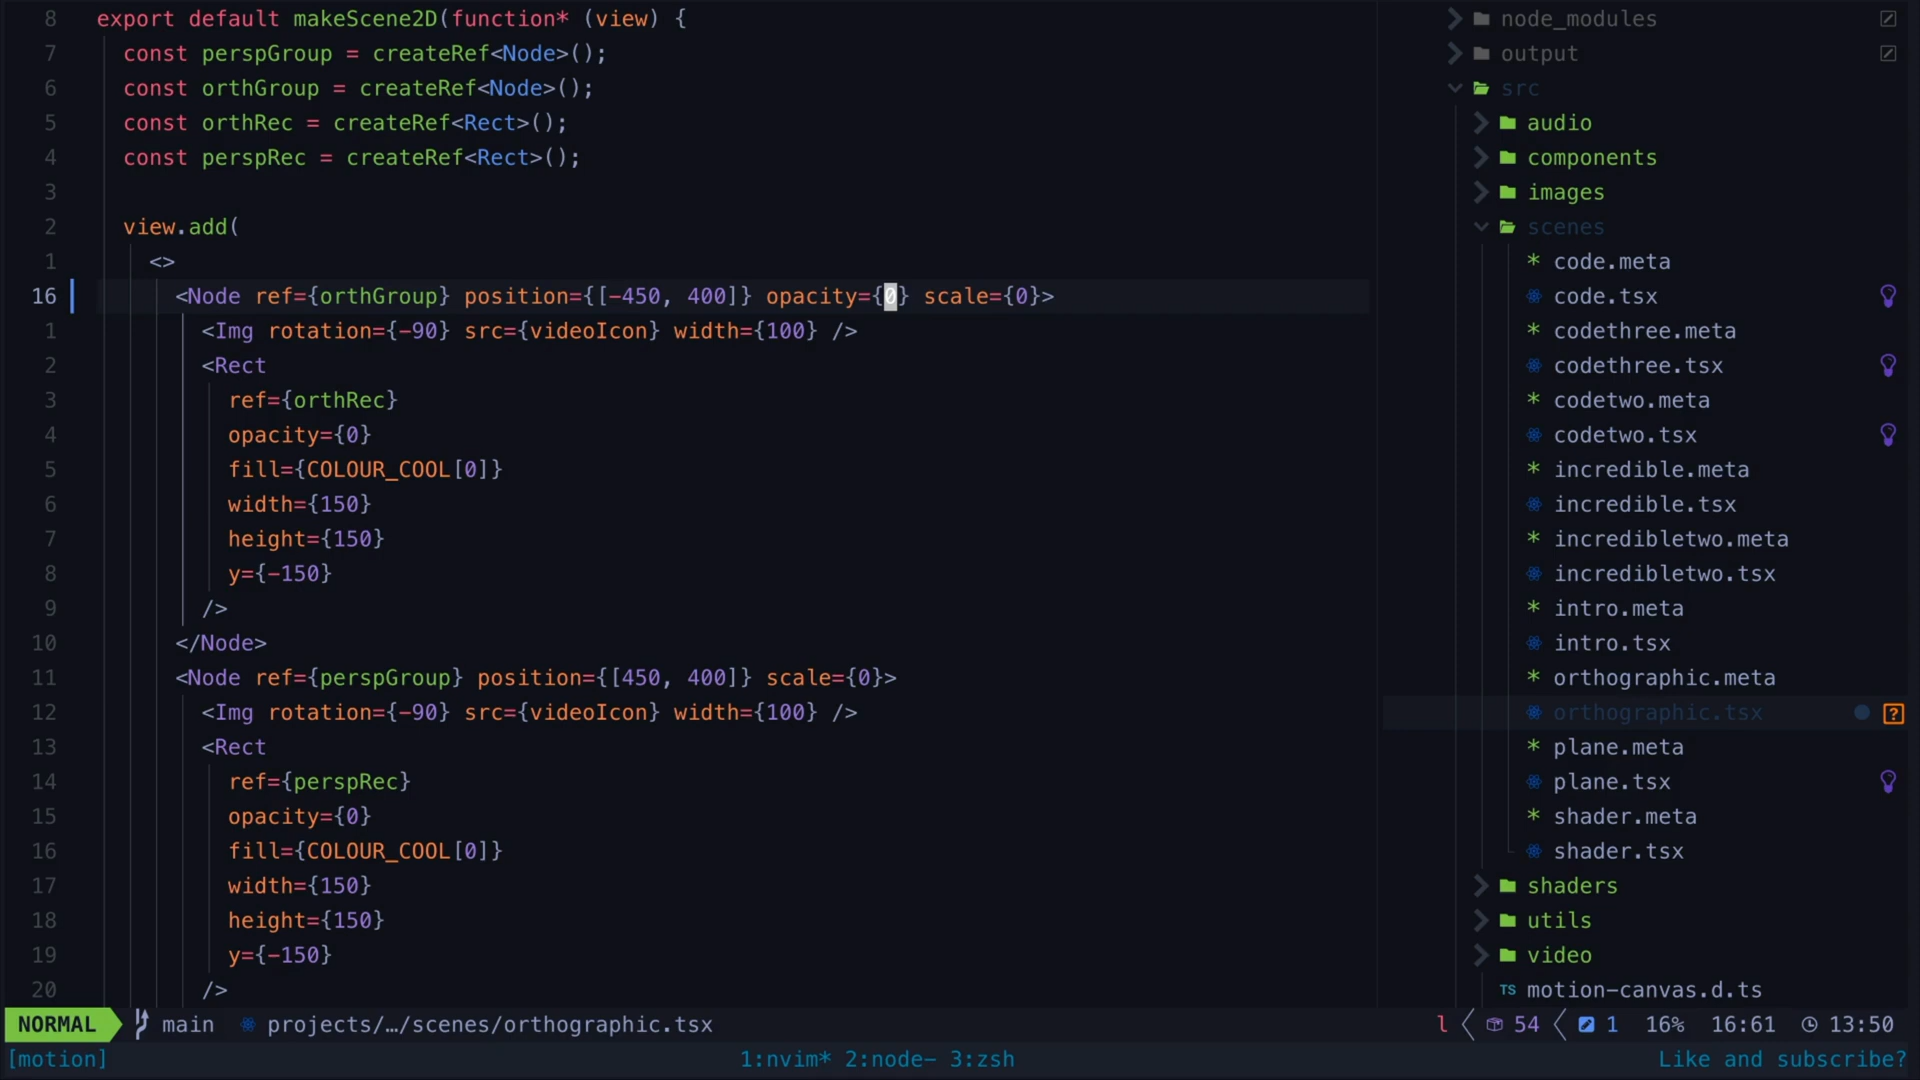 8 export default makeScene2D(function* (view) {
7 const perspGroup = createRef<Node>();
6 const orthGroup = createRef<Node>();
5 const orthRec = createRef<Rect>();
4 const perspRec = createRef<Rect>();
3
2 view.add(
1 <>
16 <Node ref={orthGroup} position={[-450, 400]} opacity={0} scale={0}>
1 <Img rotation={-90} src={videoIcon} width={100} />
2 <Rect
3 ref={orthRec}
4 opacity={0}
5 fill={COLOUR_COOL[0]}
6 width={150}
7 height={150}
8 y={-150}
9 />
10 </Node>
11 <Node ref={perspGroup} position={[450, 400]} scale={0}>
12 <Img rotation={-90} src={videoIcon} width={100} />
13 <Rect
14 ref={perspRec}
15 opacity={0}
16 fill={COLOUR_COOL[0]}
17 width={150}
18 height={150}
19 y={-150}
20 />
node_modules
output
src
audio
components
images
scenes
* code.meta
code.tsx
* codethree.meta
codethree.tsx
* codetwo.meta
codetwo.tsx
* incredible.meta
incredible.tsx
* incredibletwo.meta
incredibletwo.tsx
* intro.meta
intro.tsx
* orthographic.meta
orthographic.tsx ?
* plane.meta
plane.tsx
* shader.meta
shader.tsx
shaders
utils
video
TS motion-canvas.d.ts
NORMAL main projects/…/scenes/orthographic.tsx l 54 1 16% 16:61 13:50
[motion] 1:nvim* 2:node- 3:zsh Like and subscribe?